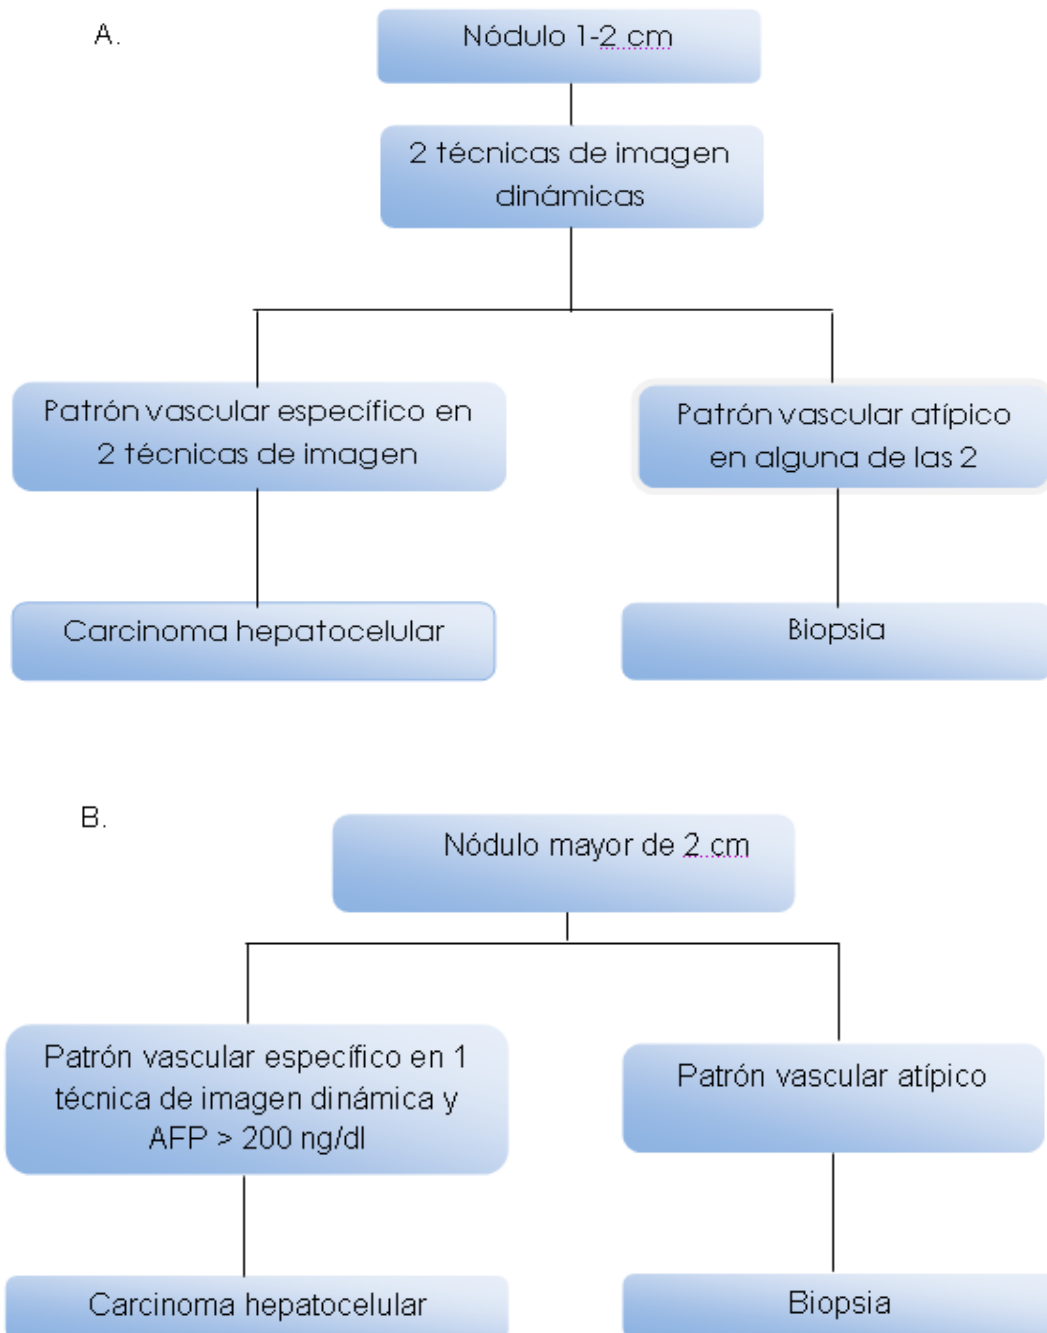 A.
Nódulo 1-2 cm
2 técnicas de imagen
dinámicas
Patrón vascular específico en
2 técnicas de imagen
Patrón vascular atípico
en alguna de las 2
Carcinoma hepatocelular
Biopsia
B.
Nódulo mayor de 2 cm
Patrón vascular específico en 1
técnica de imagen dinámica y
AFP > 200 ng/dl
Patrón vascular atípico
Carcinoma hepatocelular
Biopsia